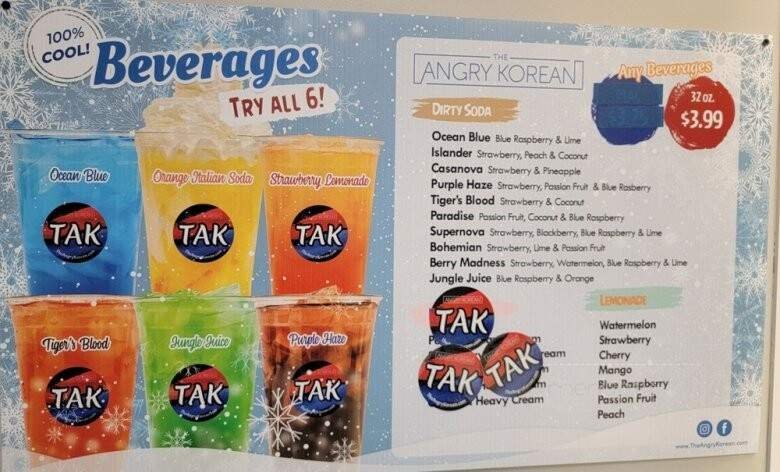 100%
COOL!
Beverages
TRY ALL 6!
Ocean Blue
Orange Italian Soda
Strawberry Lemonade
TAK
TAK
TAK
Tiger's Blood
Jungle Juice
Purple Haze
TAK
TAK
TAK
THE
ANGRY KOREAN
Any Beverages
32 oz.
$3.99
DIRTY SODA
Ocean Blue Blue Raspberry & Lime
Islander Strawberry, Peach & Coconut
Casanova Strawberry & Pineapple
Purple Haze Strawberry, Passion Fruit & Blue Rasberry
Tiger's Blood Strawberry & Coconut
Paradise Passion Fruit, Coconut & Blue Raspberry
Supernova Strawberry, Blackberry, Blue Raspberry & Lime
Bohemian Strawberry, Lime & Passion Fruit
Berry Madness Strawberry, Watermelon, Blue Raspberry & Lime
Jungle Juice Blue Raspberry & Orange
TAK
TAK
TAK
Heavy Cream
LEMONADE
Watermelon
Strawberry
Cherry
Mango
Blue Raspberry
Passion Fruit
Peach
www.TheAngryKorean.com